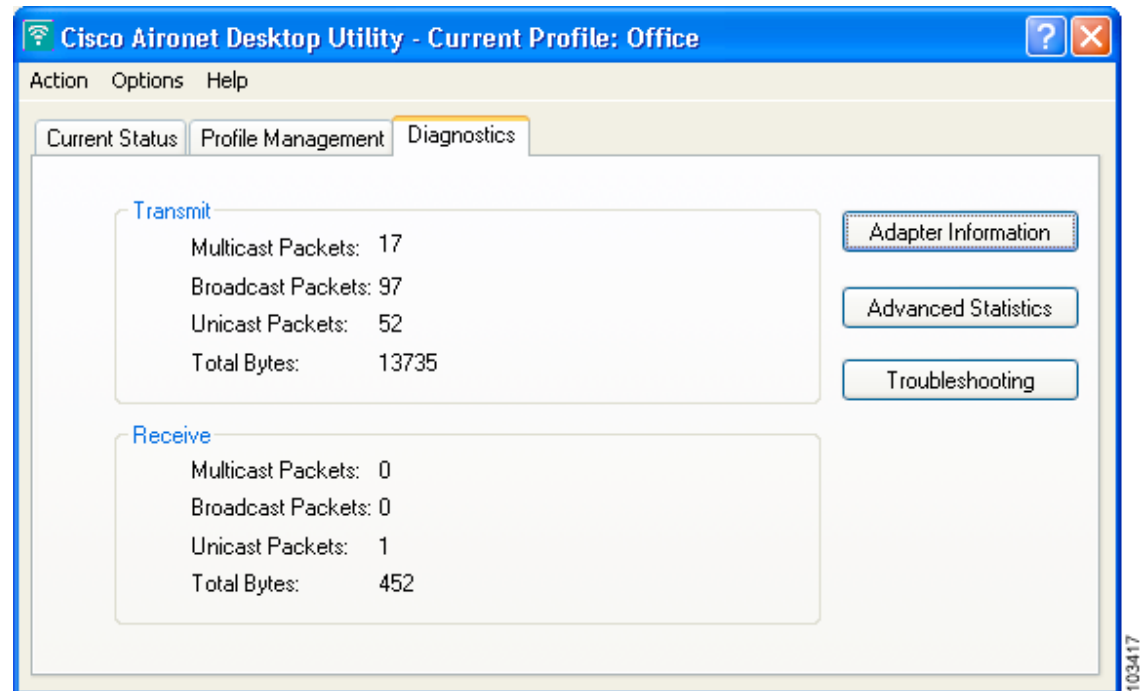 Cisco Aironet Desktop Utility - Current Profile: Office
Action Options Help
Current Status Profile Management Diagnostics
Transmit
Multicast Packets: 17
Broadcast Packets: 97
Unicast Packets: 52
Total Bytes: 13735
Adapter Information
Advanced Statistics
Troubleshooting
Receive
Multicast Packets: 0
Broadcast Packets: 0
Unicast Packets: 1
Total Bytes: 452
103417